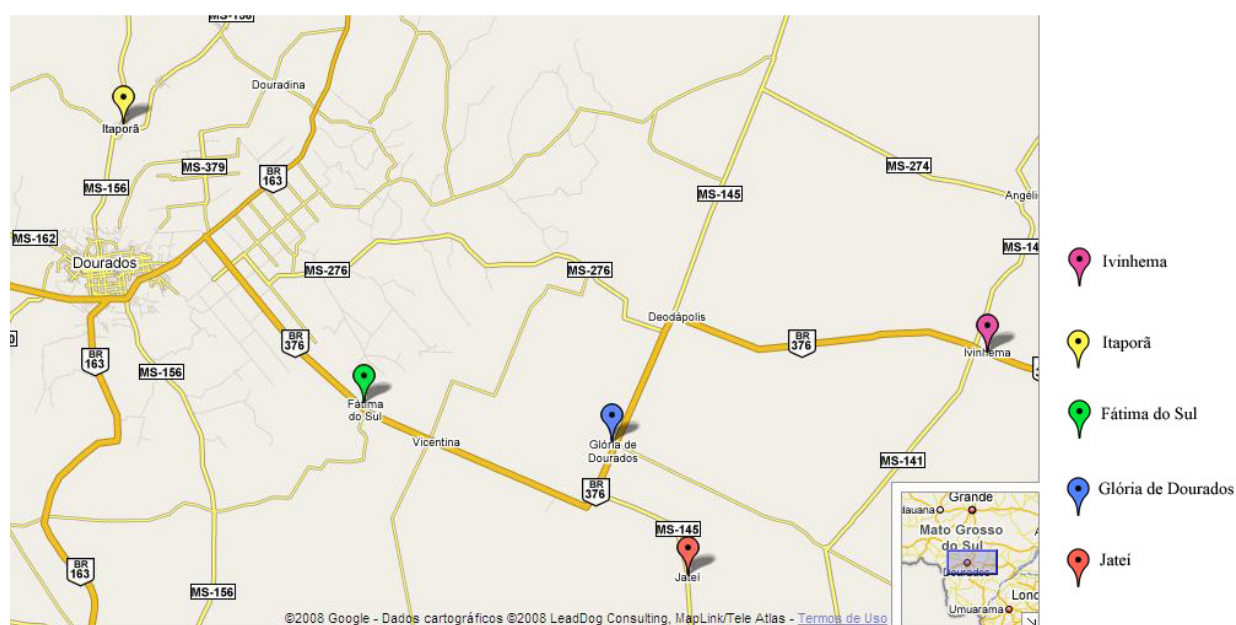 MS-156
Douradina
Itaporã
MS-379
BR
163
MS-156
MS-274
MS-145
MS-162
Dourados
MS-276
MS-276
Deodápolis
BR
376
BR
376
Ivinhema
BR
163
MS-156
Fátima
do Sul
Vicentina
Glória de
Dourados
BR
376
MS-141
MS-145
Jateí
BR
163
MS-156
©2008 Google - Dados cartográficos ©2008 LeadDog Consulting, MapLink/Tele Atlas - Termos de Uso
Grande
dauana
Mato Grosso
do Sul
Dourados
Umuarama
Ivinhema
Itaporã
Fátima do Sul
Glória de Dourados
Jateí